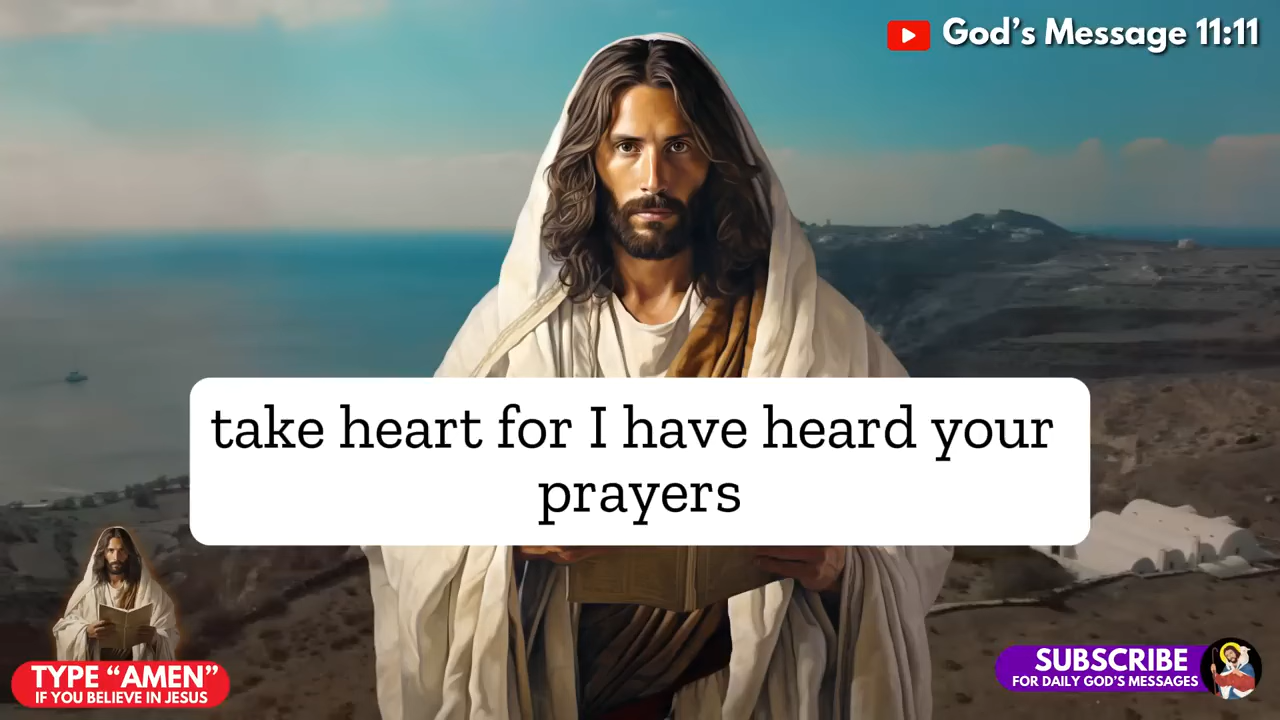 God's Message 11:11
take heart for I have heard your
prayers
TYPE “AMEN”
IF YOU BELIEVE IN JESUS
SUBSCRIBE
FOR DAILY GOD'S MESSAGES